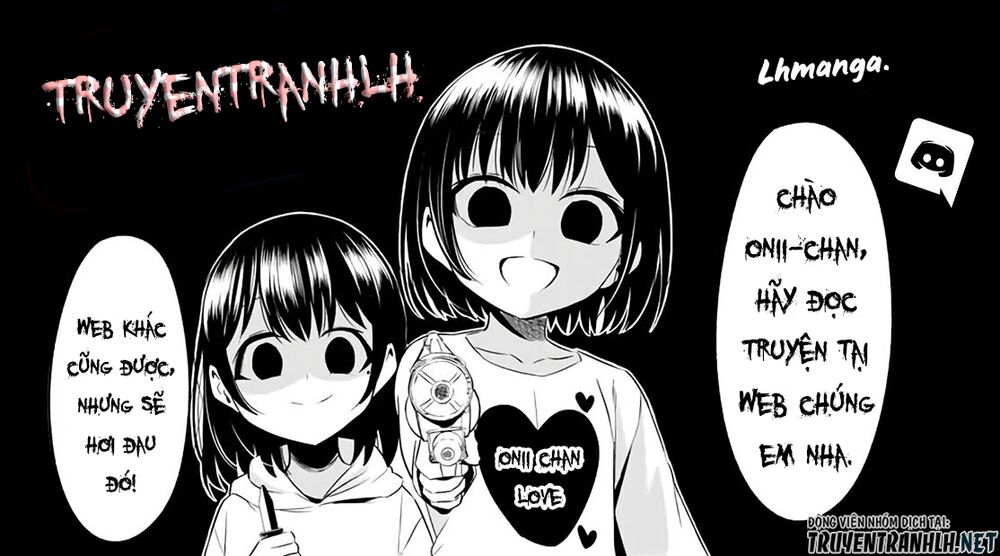 TRUYENTRANHLH.
Lhmanga.
CHÀO
ONII-CHAN,
HÃY ĐỌC
TRUYỆN TẠI
WEB CHÚNG
EM NHA.
WEB KHÁC
CŨNG ĐƯỢC,
NHƯNG SẼ
HƠI ĐAU
ĐÓ!
ONII CHAN
LOVE
ĐỘNG VIÊN NHÓM DỊCH TẠI:
TRUYENTRANHLH.NET